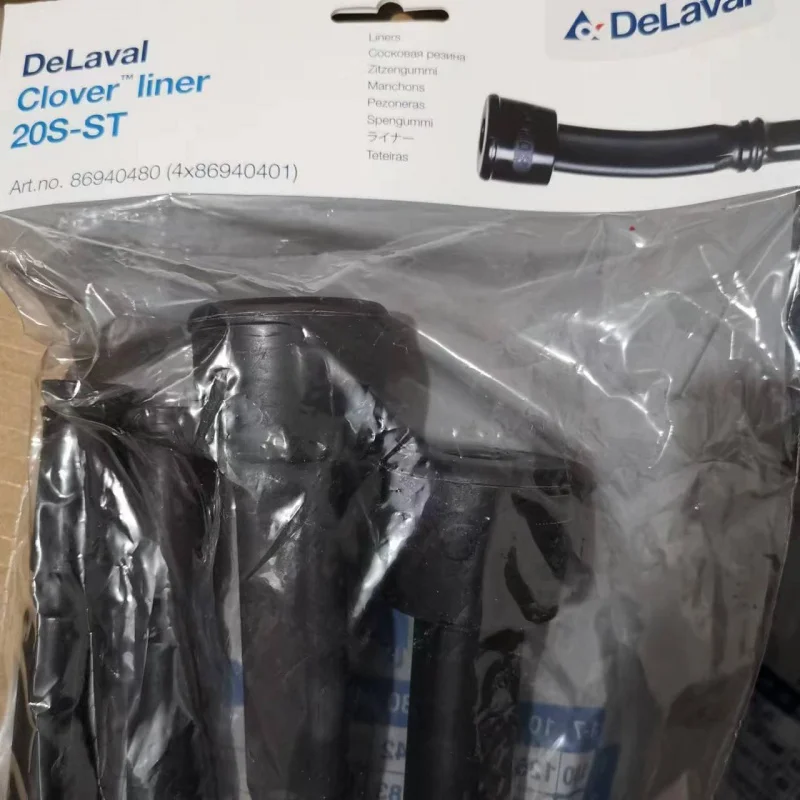 DeLaval
DeLaval
Clover™ liner
20S-ST
Art.no. 86940480 (4x86940401)
Liners
Сосковая резина
Zitzengummi
Manchons
Pezoneras
Spengummi
ライナー
Teteiras